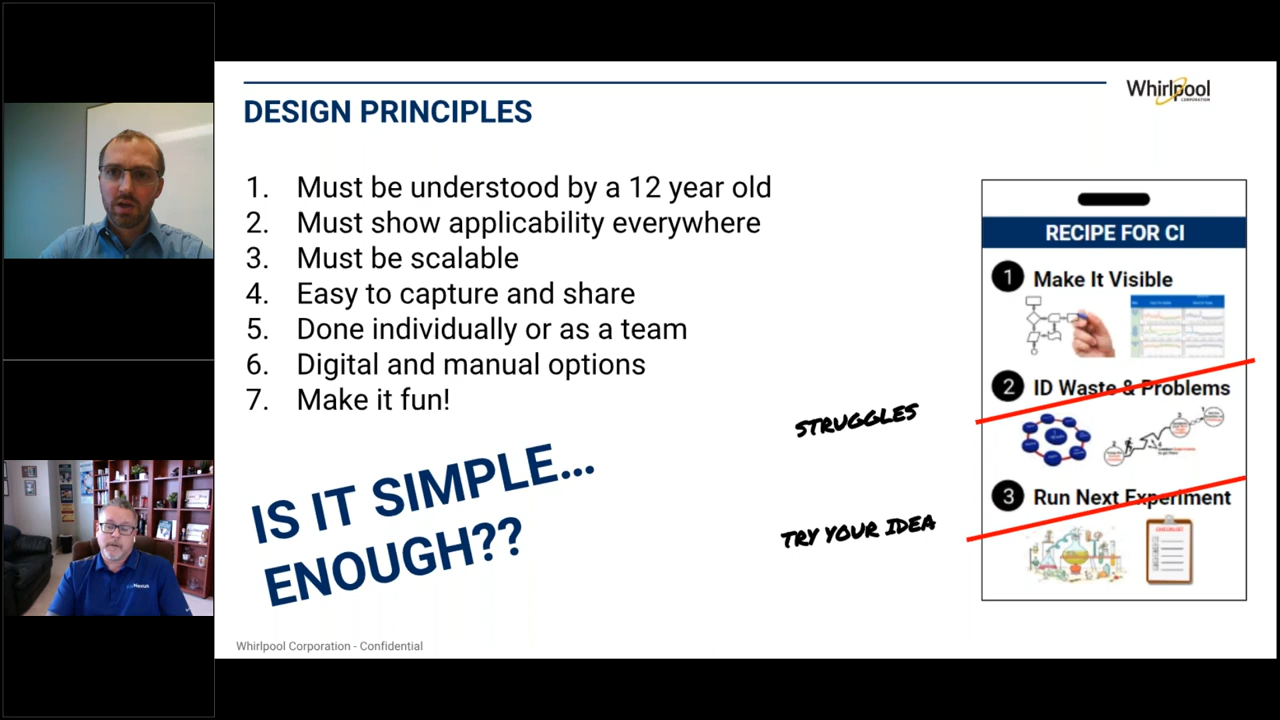 Whirlpool
CORPORATION
DESIGN PRINCIPLES
1. Must be understood by a 12 year old
2. Must show applicability everywhere
3. Must be scalable
4. Easy to capture and share
5. Done individually or as a team
6. Digital and manual options
7. Make it fun!
IS IT SIMPLE...
ENOUGH??
STRUGGLES
TRY YOUR IDEA
RECIPE FOR CI
1 Make It Visible
2 ID Waste & Problems
3 Run Next Experiment
CHECKLIST
Whirlpool Corporation - Confidential